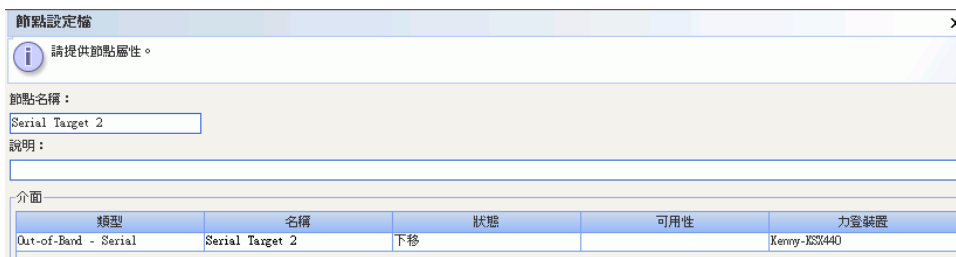 節點設定檔
請提供節點屬性。
節點名稱：
Serial Target 2
說明：
介面
類型 名稱 狀態 可用性 力登裝置
Out-of-Band - Serial Serial Target 2 下移 Kenny-KSX440